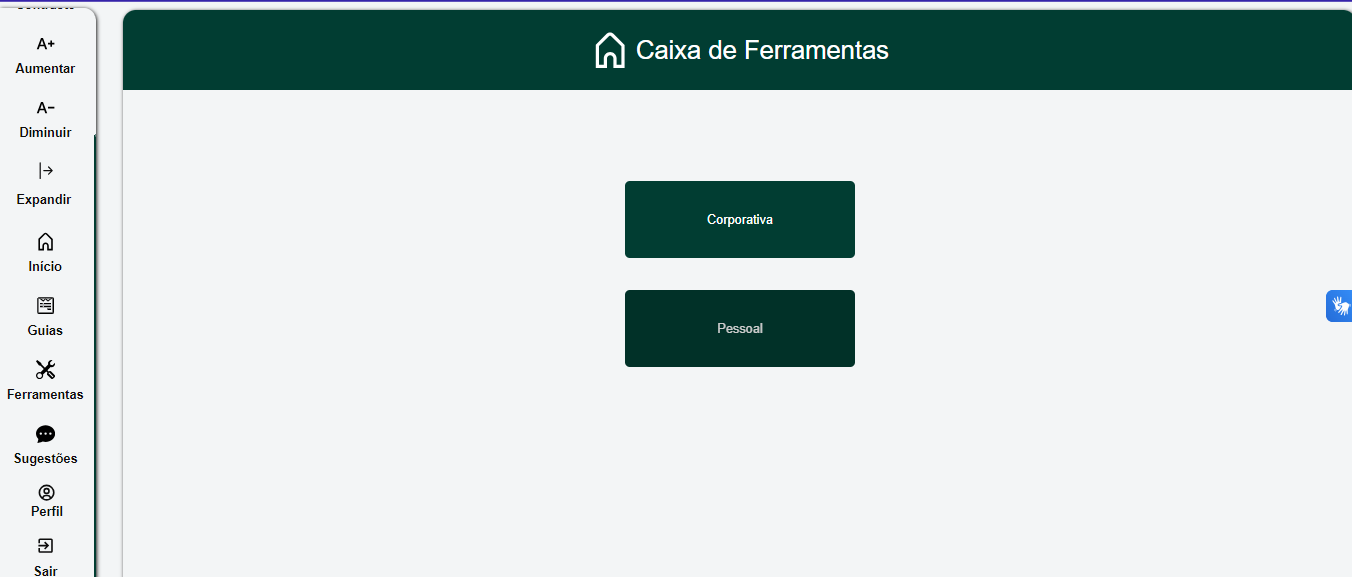 A+
Aumentar
A-
Diminuir
Expandir
Início
Guias
Ferramentas
Sugestões
Perfil
Sair
Caixa de Ferramentas
Corporativa
Pessoal